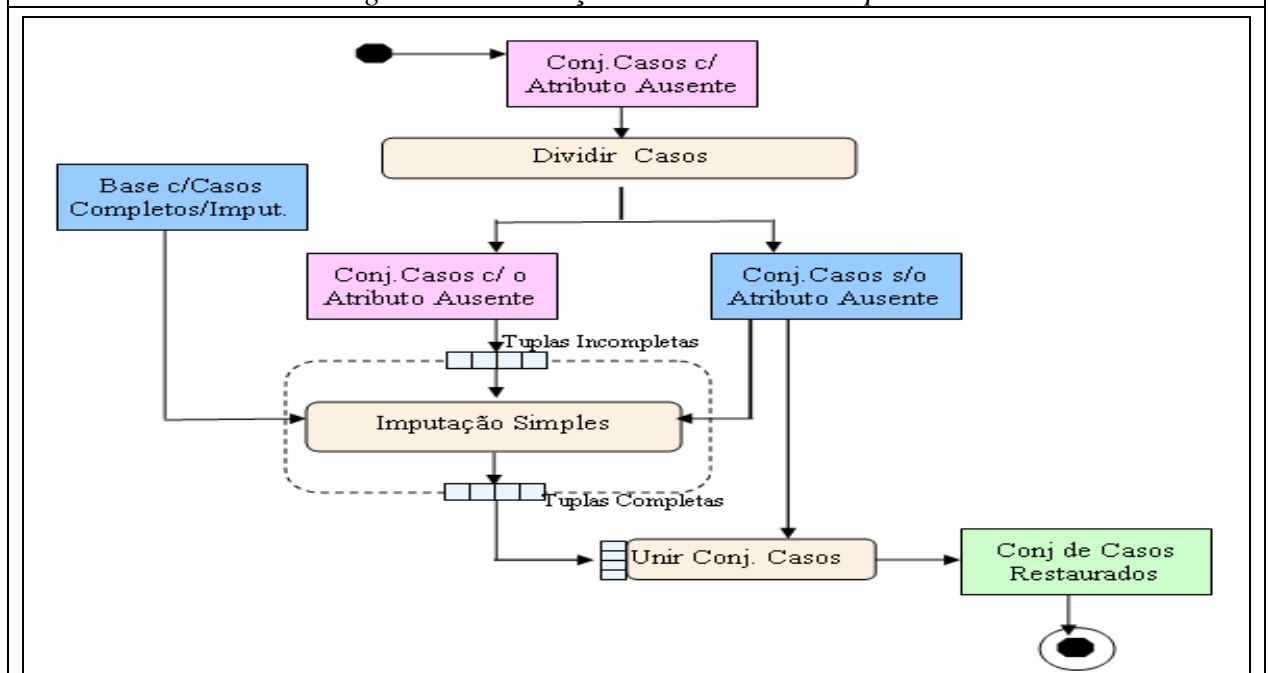 Conj.Casos c/
Atributo Ausente
Dividir Casos
Base c/Casos
Completos/Imput.
Conj.Casos c/ o
Atributo Ausente
Conj.Casos s/o
Atributo Ausente
Tuplas Incompletas
Imputação Simples
Tuplas Completas
Unir Conj. Casos
Conj de Casos
Restaurados